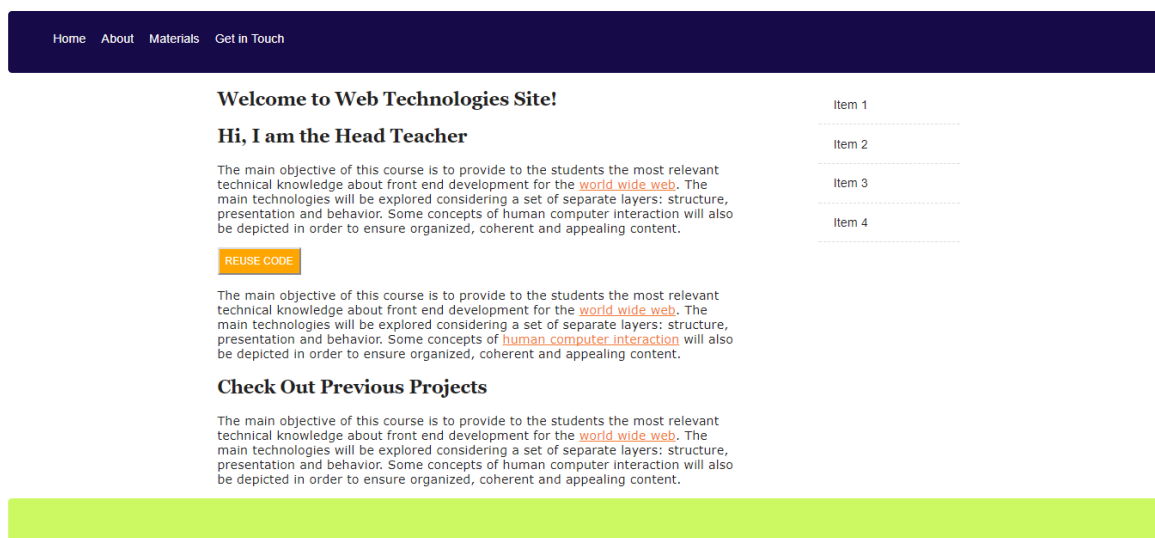 Home About Materials Get in Touch
Welcome to Web Technologies Site!
Hi, I am the Head Teacher
The main objective of this course is to provide to the students the most relevant
technical knowledge about front end development for the world wide web. The
main technologies will be explored considering a set of separate layers: structure,
presentation and behavior. Some concepts of human computer interaction will also
be depicted in order to ensure organized, coherent and appealing content.
REUSE CODE
The main objective of this course is to provide to the students the most relevant
technical knowledge about front end development for the world wide web. The
main technologies will be explored considering a set of separate layers: structure,
presentation and behavior. Some concepts of human computer interaction will also
be depicted in order to ensure organized, coherent and appealing content.
Check Out Previous Projects
The main objective of this course is to provide to the students the most relevant
technical knowledge about front end development for the world wide web. The
main technologies will be explored considering a set of separate layers: structure,
presentation and behavior. Some concepts of human computer interaction will also
be depicted in order to ensure organized, coherent and appealing content.
Item 1
Item 2
Item 3
Item 4